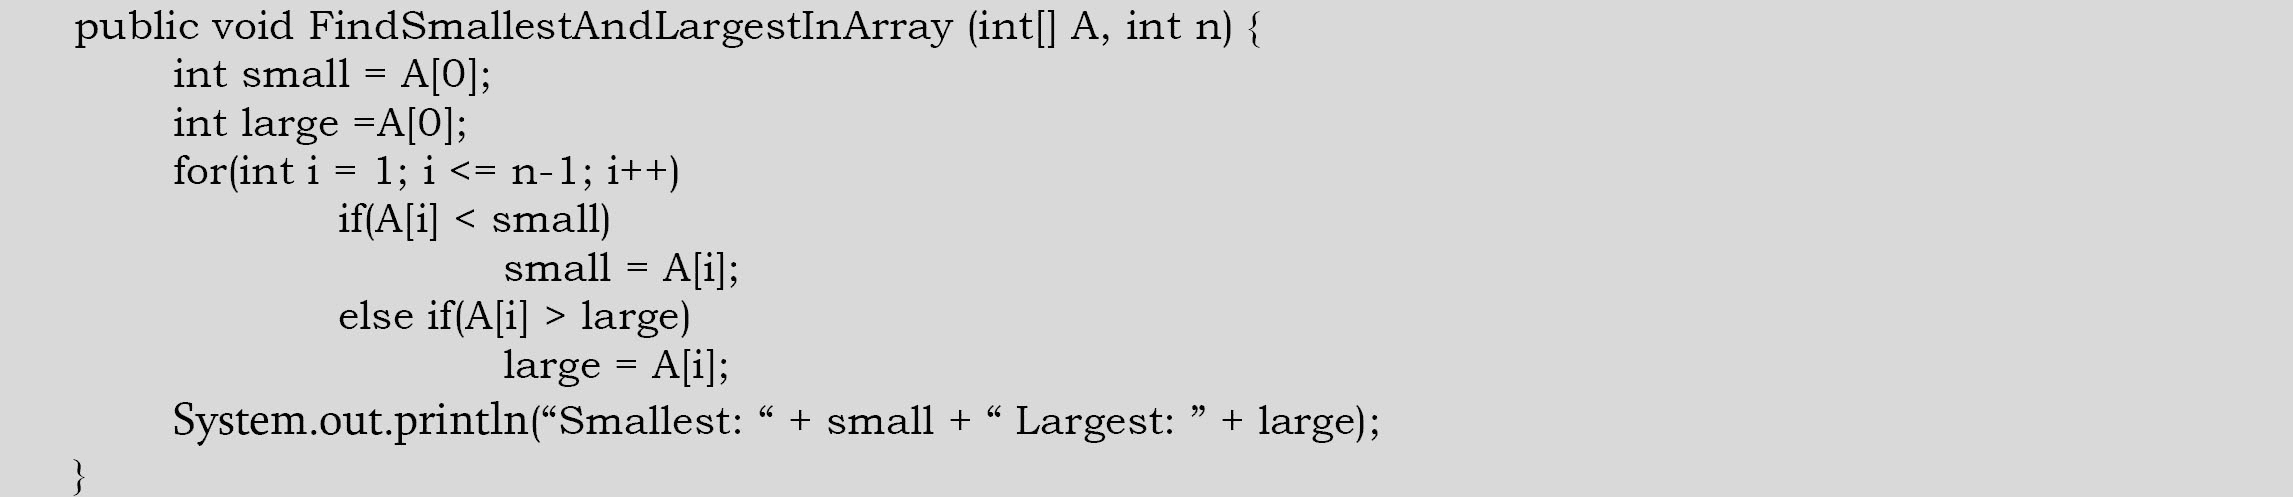 public void FindSmallestAndLargestInArray (int[] A, int n) {
int small = A[0];
int large =A[0];
for(int i = 1; i <= n-1; i++)
if(A[i] < small)
small = A[i];
else if(A[i] > large)
large = A[i];
System.out.println(“Smallest: “ + small + “ Largest: ” + large);
}